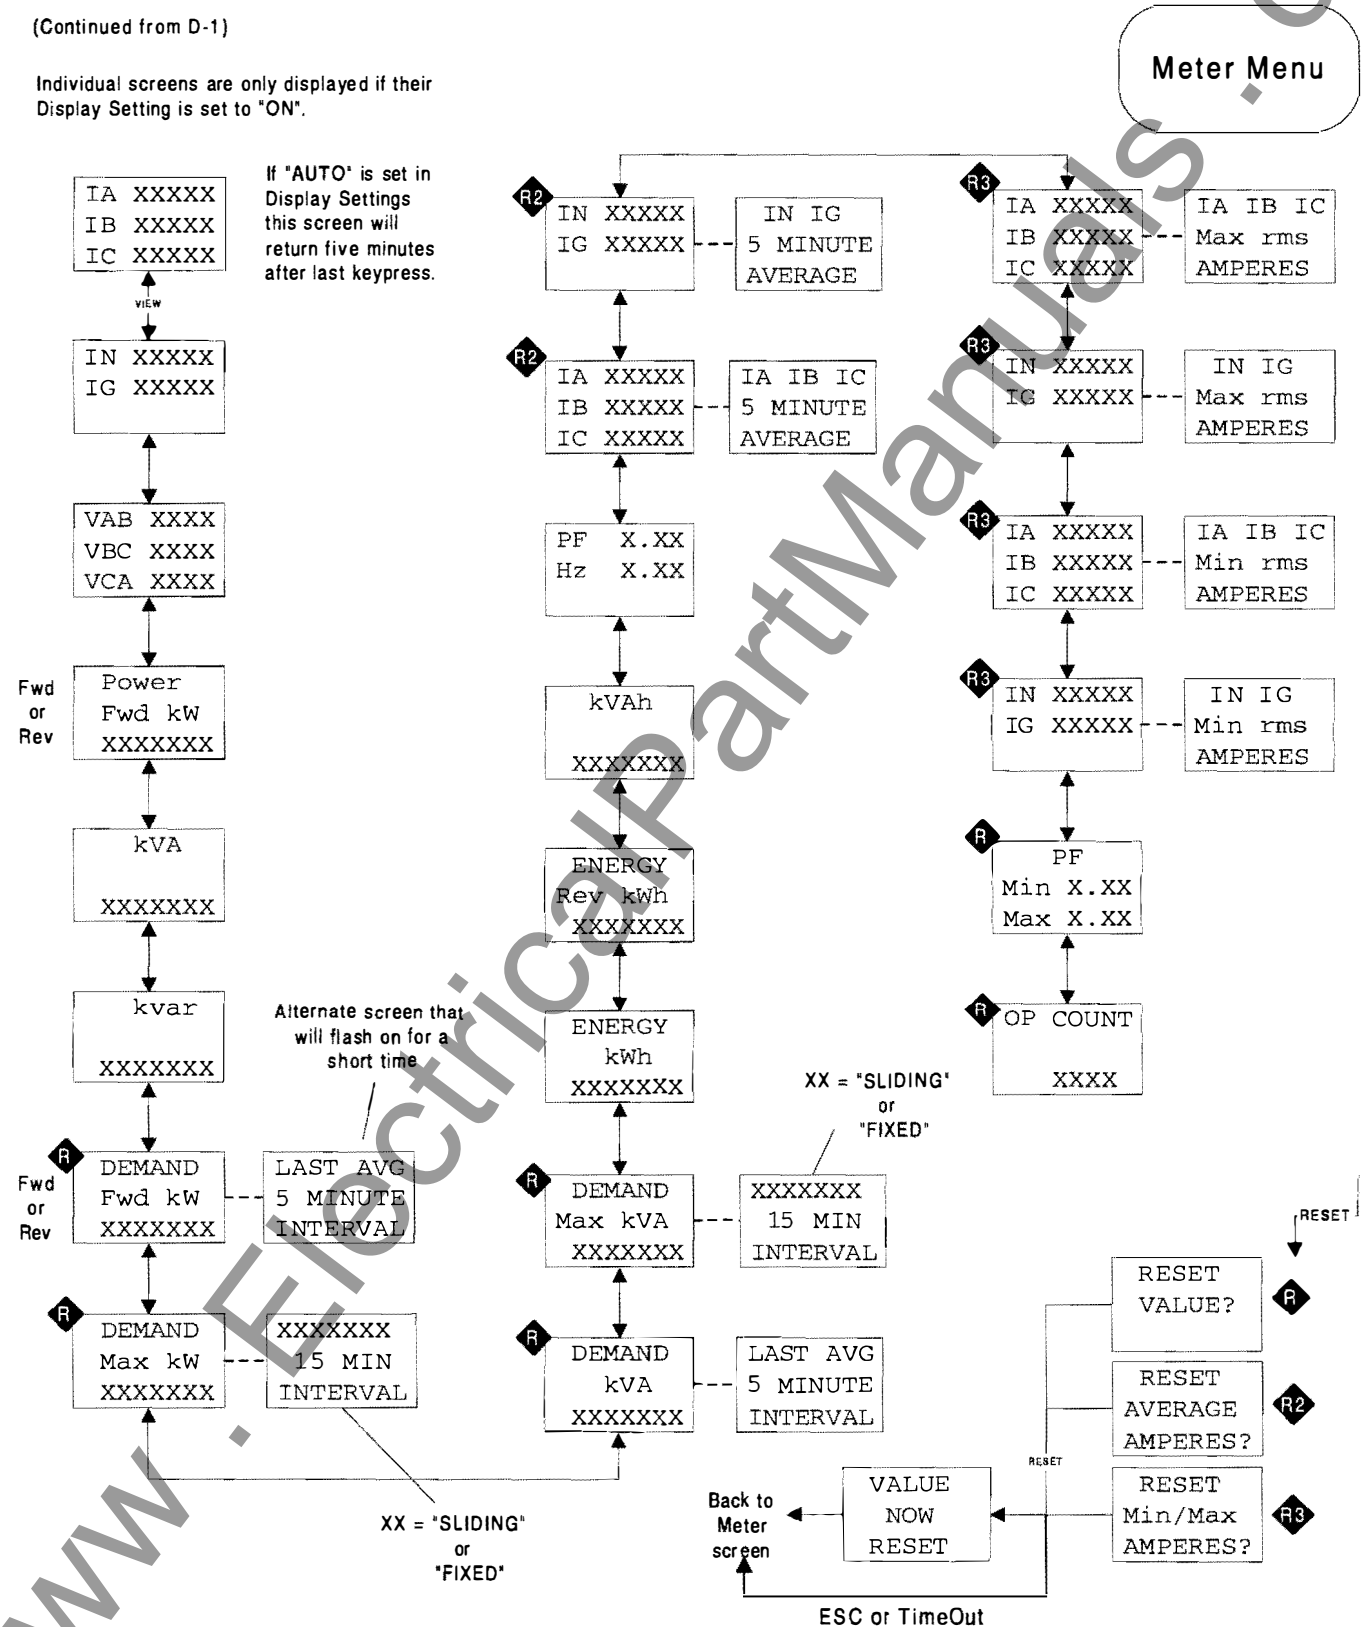 (Continued from D-1)
Meter Menu
Individual screens are only displayed if their
Display Setting is set to "ON".
IA XXXXX
IB XXXXX
IC XXXXX
If "AUTO" is set in
Display Settings
this screen will
return five minutes
after last keypress.
VIEW
IN XXXXX
IG XXXXX
VAB XXXX
VBC XXXX
VCA XXXX
Fwd
or
Rev
Power
Fwd kW
XXXXXXX
kVA
XXXXXXX
kvar
XXXXXXX
Alternate screen that
will flash on for a
short time
Fwd
or
Rev
R
DEMAND
Fwd kW
XXXXXXX
LAST AVG
5 MINUTE
INTERVAL
R
DEMAND
Max kW
XXXXXXX
XXXXXXX
15 MIN
INTERVAL
XX = "SLIDING"
or
"FIXED"
R2
IN XXXXX
IG XXXXX
IN IG
5 MINUTE
AVERAGE
R2
IA XXXXX
IB XXXXX
IC XXXXX
IA IB IC
5 MINUTE
AVERAGE
PF X.XX
Hz X.XX
kVAh
XXXXXXX
ENERGY
Rev kWh
XXXXXXX
ENERGY
kWh
XXXXXXX
XX = "SLIDING"
or
"FIXED"
R
DEMAND
Max kVA
XXXXXXX
XXXXXXX
15 MIN
INTERVAL
R
DEMAND
kVA
XXXXXXX
LAST AVG
5 MINUTE
INTERVAL
R3
IA XXXXX
IB XXXXX
IC XXXXX
IA IB IC
Max rms
AMPERES
R3
IN XXXXX
IG XXXXX
IN IG
Max rms
AMPERES
R3
IA XXXXX
IB XXXXX
IC XXXXX
IA IB IC
Min rms
AMPERES
R3
IN XXXXX
IG XXXXX
IN IG
Min rms
AMPERES
R
PF
Min X.XX
Max X.XX
R
OP COUNT
XXXX
RESET
RESET
VALUE?
R
RESET
AVERAGE
AMPERES?
R2
RESET
RESET
Min/Max
AMPERES?
R3
VALUE
NOW
RESET
Back to
Meter
screen
ESC or TimeOut
www.ElectricalPartManuals.c